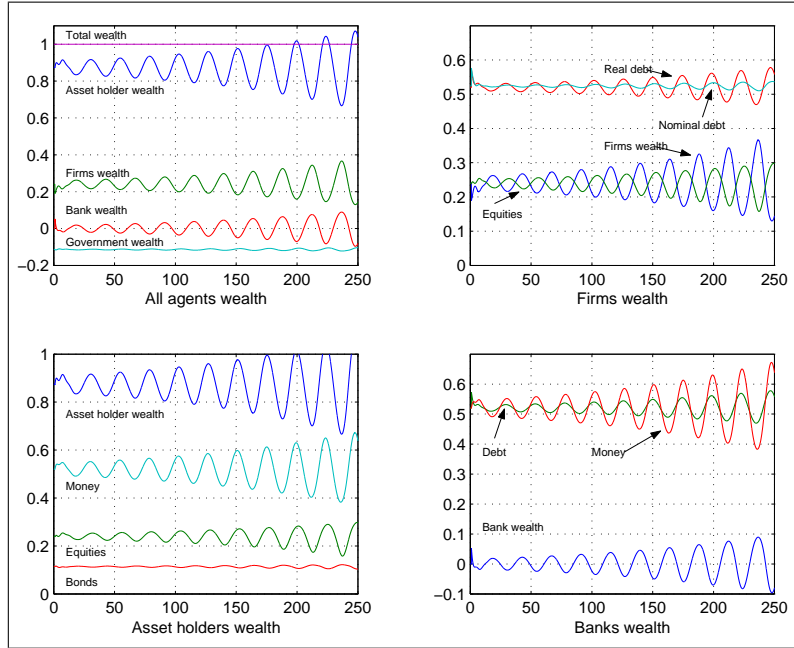 Total wealth
Asset holder wealth
Firms wealth
Bank wealth
Government wealth
1
0.8
0.6
0.4
0.2
0
−0.2
0 50 100 150 200 250
All agents wealth
Real debt
Nominal debt
Firms wealth
Equities
0.6
0.5
0.4
0.3
0.2
0.1
0
0 50 100 150 200 250
Firms wealth
Asset holder wealth
Money
Equities
Bonds
1
0.8
0.6
0.4
0.2
0
0 50 100 150 200 250
Asset holders wealth
Debt
Money
Bank wealth
0.6
0.5
0.4
0.3
0.2
0.1
0
−0.1
0 50 100 150 200 250
Banks wealth